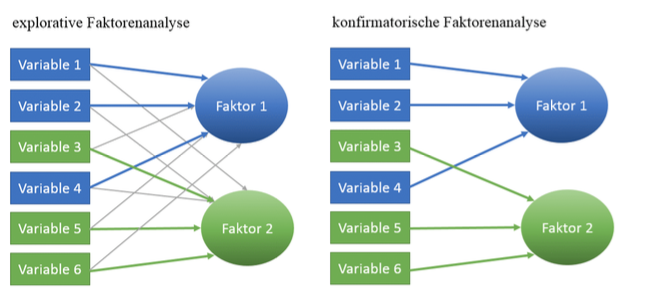 explorative Faktorenanalyse
Variable 1
Variable 2
Variable 3
Variable 4
Variable 5
Variable 6
Faktor 1
Faktor 2
konfirmatorische Faktorenanalyse
Variable 1
Variable 2
Variable 3
Variable 4
Variable 5
Variable 6
Faktor 1
Faktor 2